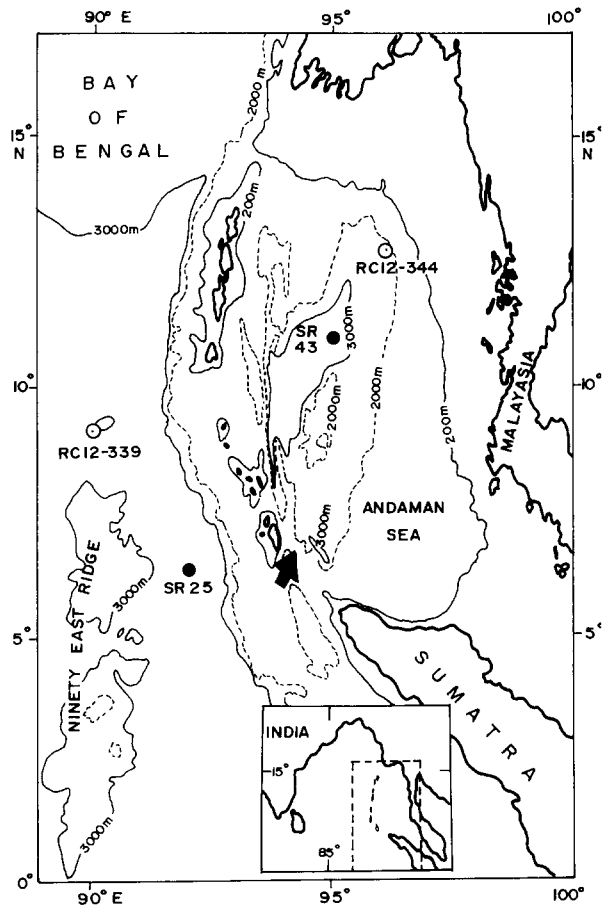 90° E
95°
100°
BAY
OF
BENGAL
2000m
15°
N
15°
N
3000m
200m
RC12-344
SR
43
3000m
2000m
10°
10°
2000m
200m
MALAYASIA
RC12-339
ANDAMAN
SEA
3000m
NINETY EAST RIDGE
3000m
SR 25
5°
5°
SUMATRA
INDIA
15°
85°
3000m
0°
90° E
95°
100°